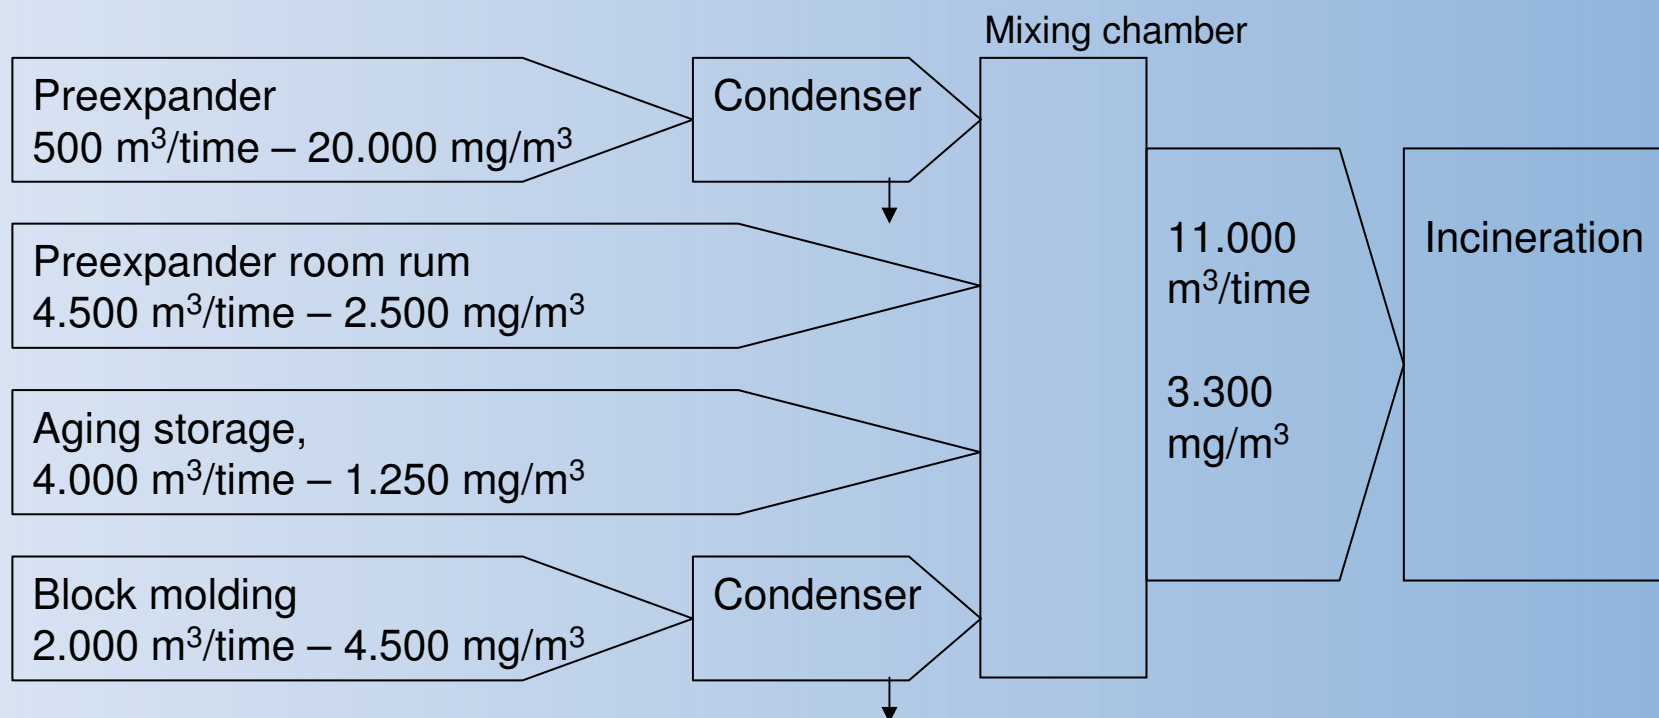 Mixing chamber
Preexpander
500 m³/time – 20.000 mg/m³
Condenser
Preexpander room rum
4.500 m³/time – 2.500 mg/m³
11.000
m³/time
3.300
mg/m³
Incineration
Aging storage,
4.000 m³/time – 1.250 mg/m³
Block molding
2.000 m³/time – 4.500 mg/m³
Condenser